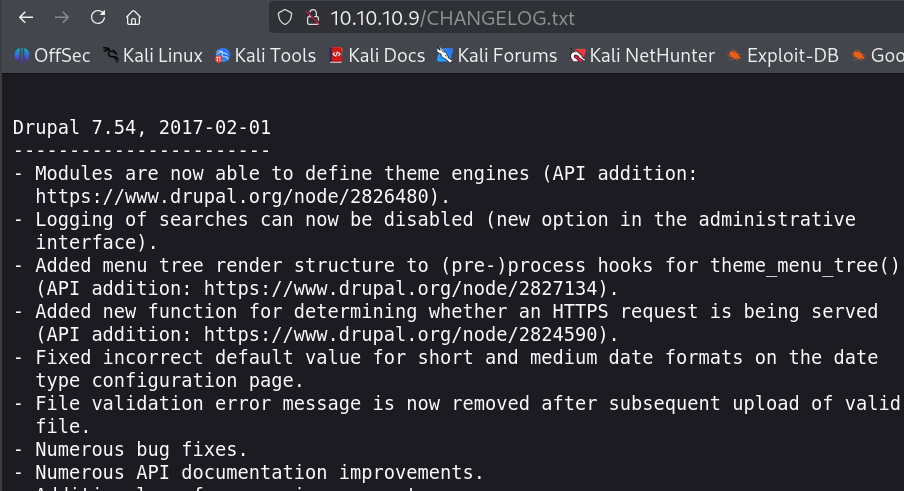 10.10.10.9/CHANGELOG.txt
OffSec Kali Linux Kali Tools Kali Docs Kali Forums Kali NetHunter Exploit-DB Goo
Drupal 7.54, 2017-02-01
-----------------------
- Modules are now able to define theme engines (API addition:
https://www.drupal.org/node/2826480).
- Logging of searches can now be disabled (new option in the administrative
interface).
- Added menu tree render structure to (pre-)process hooks for theme_menu_tree()
(API addition: https://www.drupal.org/node/2827134).
- Added new function for determining whether an HTTPS request is being served
(API addition: https://www.drupal.org/node/2824590).
- Fixed incorrect default value for short and medium date formats on the date
type configuration page.
- File validation error message is now removed after subsequent upload of valid
file.
- Numerous bug fixes.
- Numerous API documentation improvements.